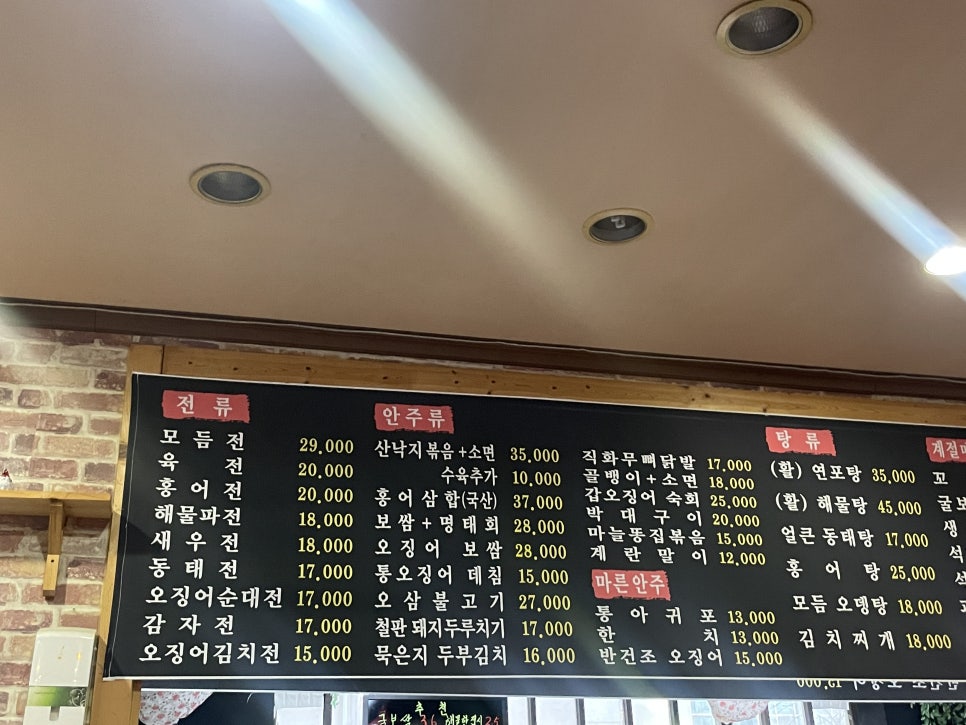 전류
모듬전 29,000
육전 20,000
홍어전 20,000
해물파전 18,000
새우전 18,000
동태전 17,000
오징어순대전 17,000
감자전 17,000
오징어김치전 15,000
안주류
산낙지볶음+소면 35,000
수육추가 10,000
홍어삼합(국산) 37,000
보쌈+명태회 28,000
오징어 보쌈 28,000
통오징어 데침 15,000
오삼불고기 27,000
철판돼지두루치기 17,000
묵은지 두부김치 16,000
직화무뼈닭발 17,000
골뱅이+소면 18,000
갑오징어 숙회 25,000
박대구이 20,000
마늘똥집볶음 15,000
계란말이 12,000
마른안주
통아귀포 13,000
한치 13,000
반건조 오징어 15,000
탕류
(활) 연포탕 35,000
(활) 해물탕 45,000
얼큰동태탕 17,000
홍어탕 25,000
모듬 오뎅탕 18,000
김치찌개 18,000
계절
꼬
굴보
생
석
석
추천